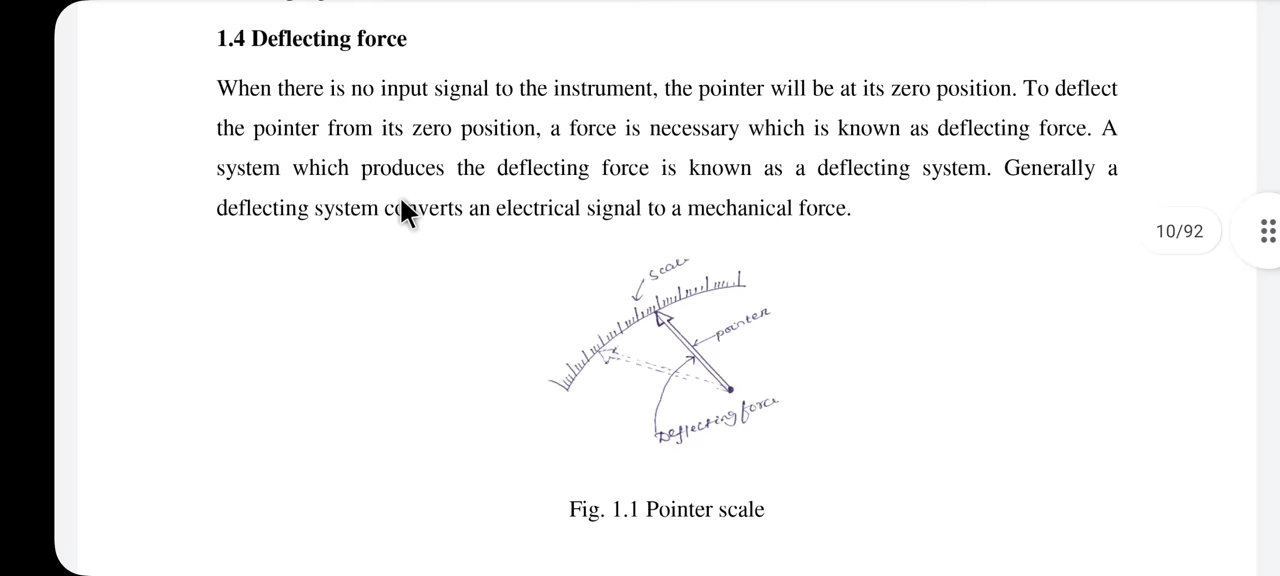 1.4 Deflecting force
When there is no input signal to the instrument, the pointer will be at its zero position. To deflect
the pointer from its zero position, a force is necessary which is known as deflecting force. A
system which produces the deflecting force is known as a deflecting system. Generally a
deflecting system converts an electrical signal to a mechanical force.
10/92
pointer
Deflecting force
Fig. 1.1 Pointer scale